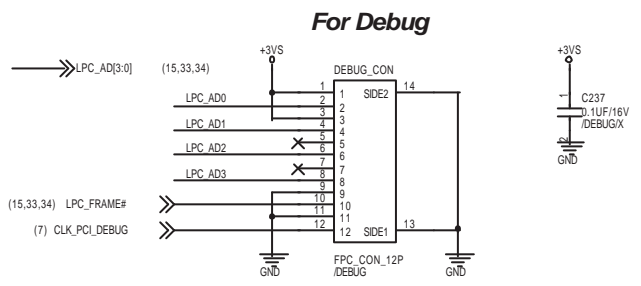 For Debug
+3VS
+3VS
LPC_AD[3:0] (15,33,34)
DEBUG_CON
1 1 SIDE2 14
LPC_AD0 2 2
3 3
LPC_AD1 4 4
5 5
LPC_AD2 6 6
7 7
LPC_AD3 8 8
9 9
(15,33,34) LPC_FRAME# 10 10
11 11
(7) CLK_PCI_DEBUG 12 12 SIDE1 13
GND
FPC_CON_12P
/DEBUG
GND
1
C237
0.1UF/16V
/DEBUG/X
2
GND